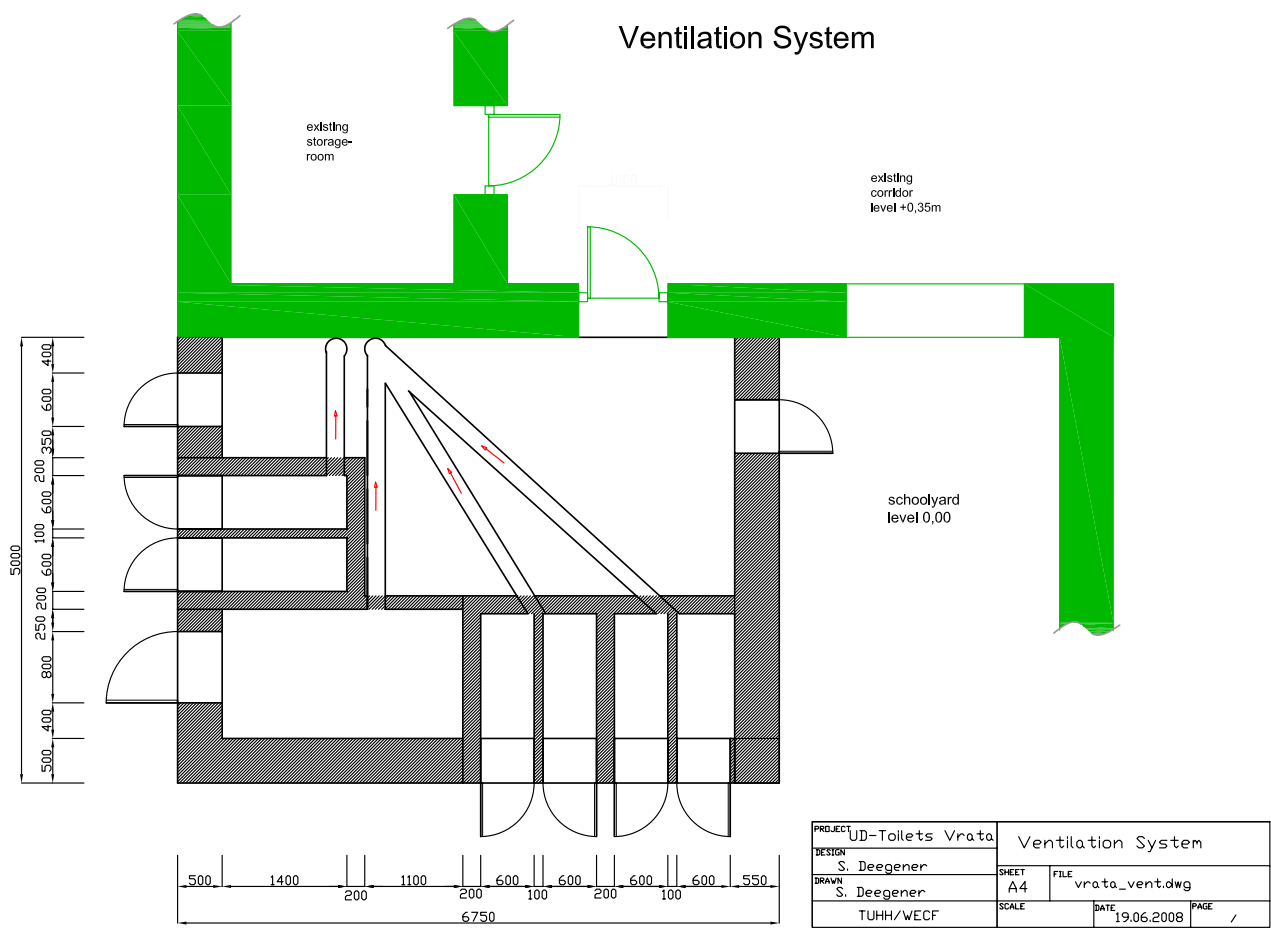 Ventilation System
existing
storage-
room
existing
corridor
level +0,35m
schoolyard
level 0,00
5000
400
600
350
200
600
100
600
200
250
800
400
500
500
1400
200
1100
200
600
100
600
200
600
100
600
550
6750
PROJECT UD-Toilets Vrata
Ventilation System
DESIGN
S. Deegener
DRAWN
S. Deegener
SHEET
A4
FILE
vrata_vent.dwg
TUHH/WECF
SCALE
DATE
19.06.2008
PAGE
/